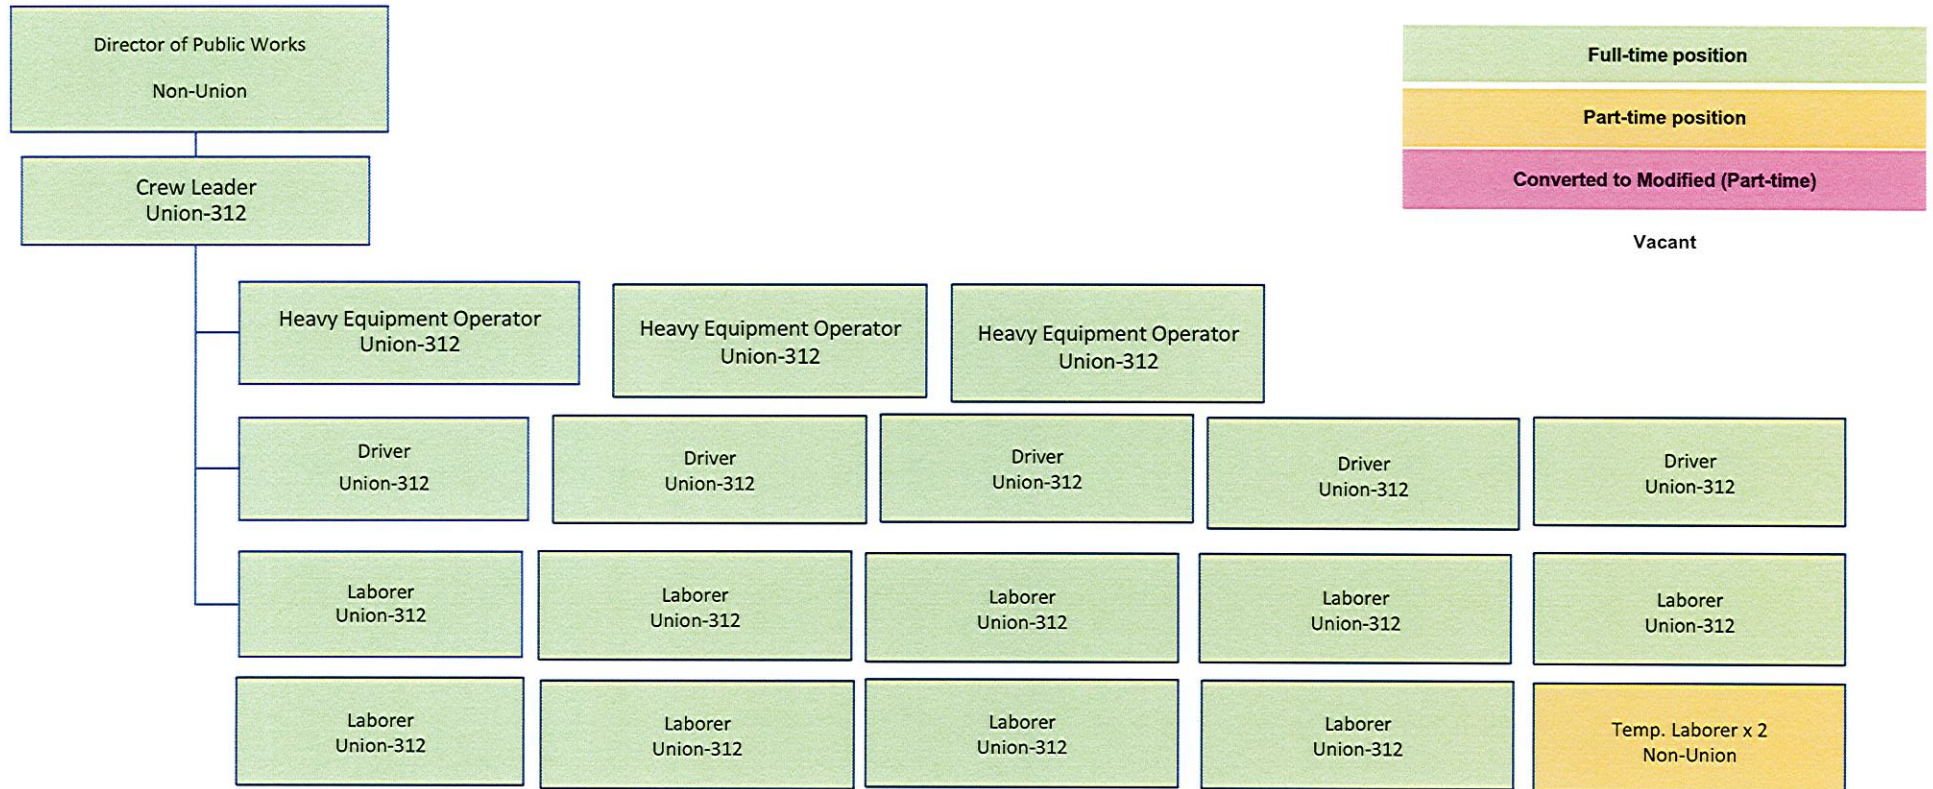 Director of Public Works
Non-Union
Full-time position
Part-time position
Converted to Modified (Part-time)
Vacant
Crew Leader
Union-312
Heavy Equipment Operator
Union-312
Heavy Equipment Operator
Union-312
Heavy Equipment Operator
Union-312
Driver
Union-312
Driver
Union-312
Driver
Union-312
Driver
Union-312
Driver
Union-312
Laborer
Union-312
Laborer
Union-312
Laborer
Union-312
Laborer
Union-312
Laborer
Union-312
Laborer
Union-312
Laborer
Union-312
Laborer
Union-312
Laborer
Union-312
Temp. Laborer x 2
Non-Union